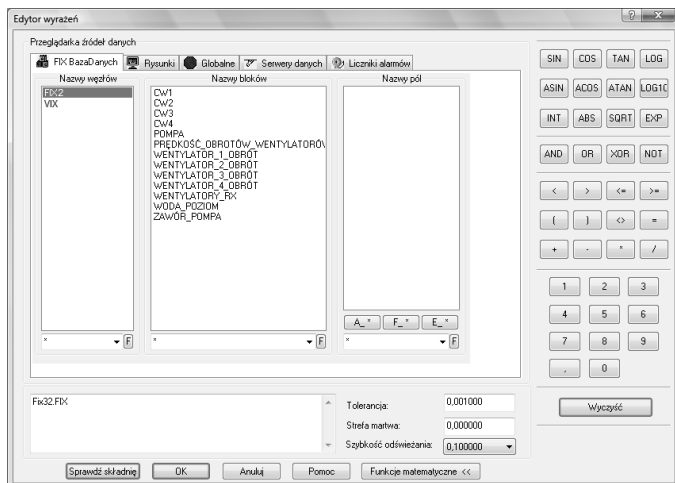 Edytor wyrażeń
Przeglądarka źródeł danych
FIX BazaDanych Rysunki Globalne Serwery danych Liczniki alarmów
Nazwy węzłów Nazwy bloków Nazwy pól
FIX2
VIX
CW1
CW2
CW3
CW4
POMPA
PRĘDKOŚĆ_OBROTÓW_WENTYLATORÓW
WENTYLATOR_1_OBRÓT
WENTYLATOR_2_OBRÓT
WENTYLATOR_3_OBRÓT
WENTYLATOR_4_OBRÓT
WENTYLATORY_RX
WODA_POZIOM
ZAWÓR_POMPA
A_* F_* E_*
* F * F * F
Fix32.FIX
Tolerancja: 0,001000
Strefa martwa: 0,000000
Szybkość odświeżania: 0,100000
Sprawdź składnię OK Anuluj Pomoc Funkcje matematyczne <<
SIN COS TAN LOG
ASIN ACOS ATAN LOG10
INT ABS SQRT EXP
AND OR XOR NOT
< > <= >=
( ) <> =
+ - * /
1 2 3
4 5 6
7 8 9
, 0
Wyczyść